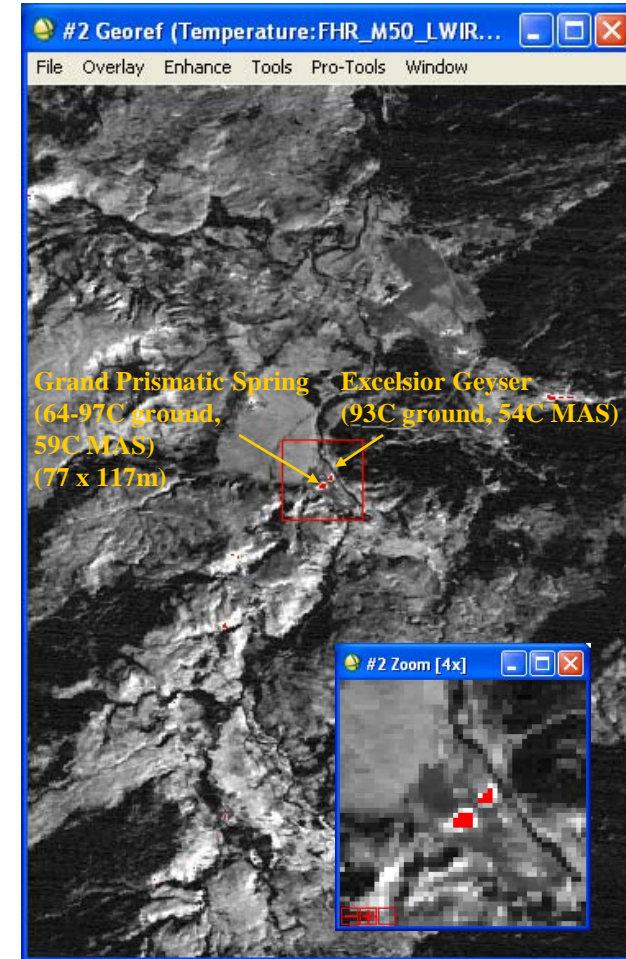 #2 Georef (Temperature:FHR_M50_LWIR...
File Overlay Enhance Tools Pro-Tools Window
Grand Prismatic Spring
(64-97C ground,
59C MAS)
(77 x 117m)
Excelsior Geyser
(93C ground, 54C MAS)
#2 Zoom [4x]